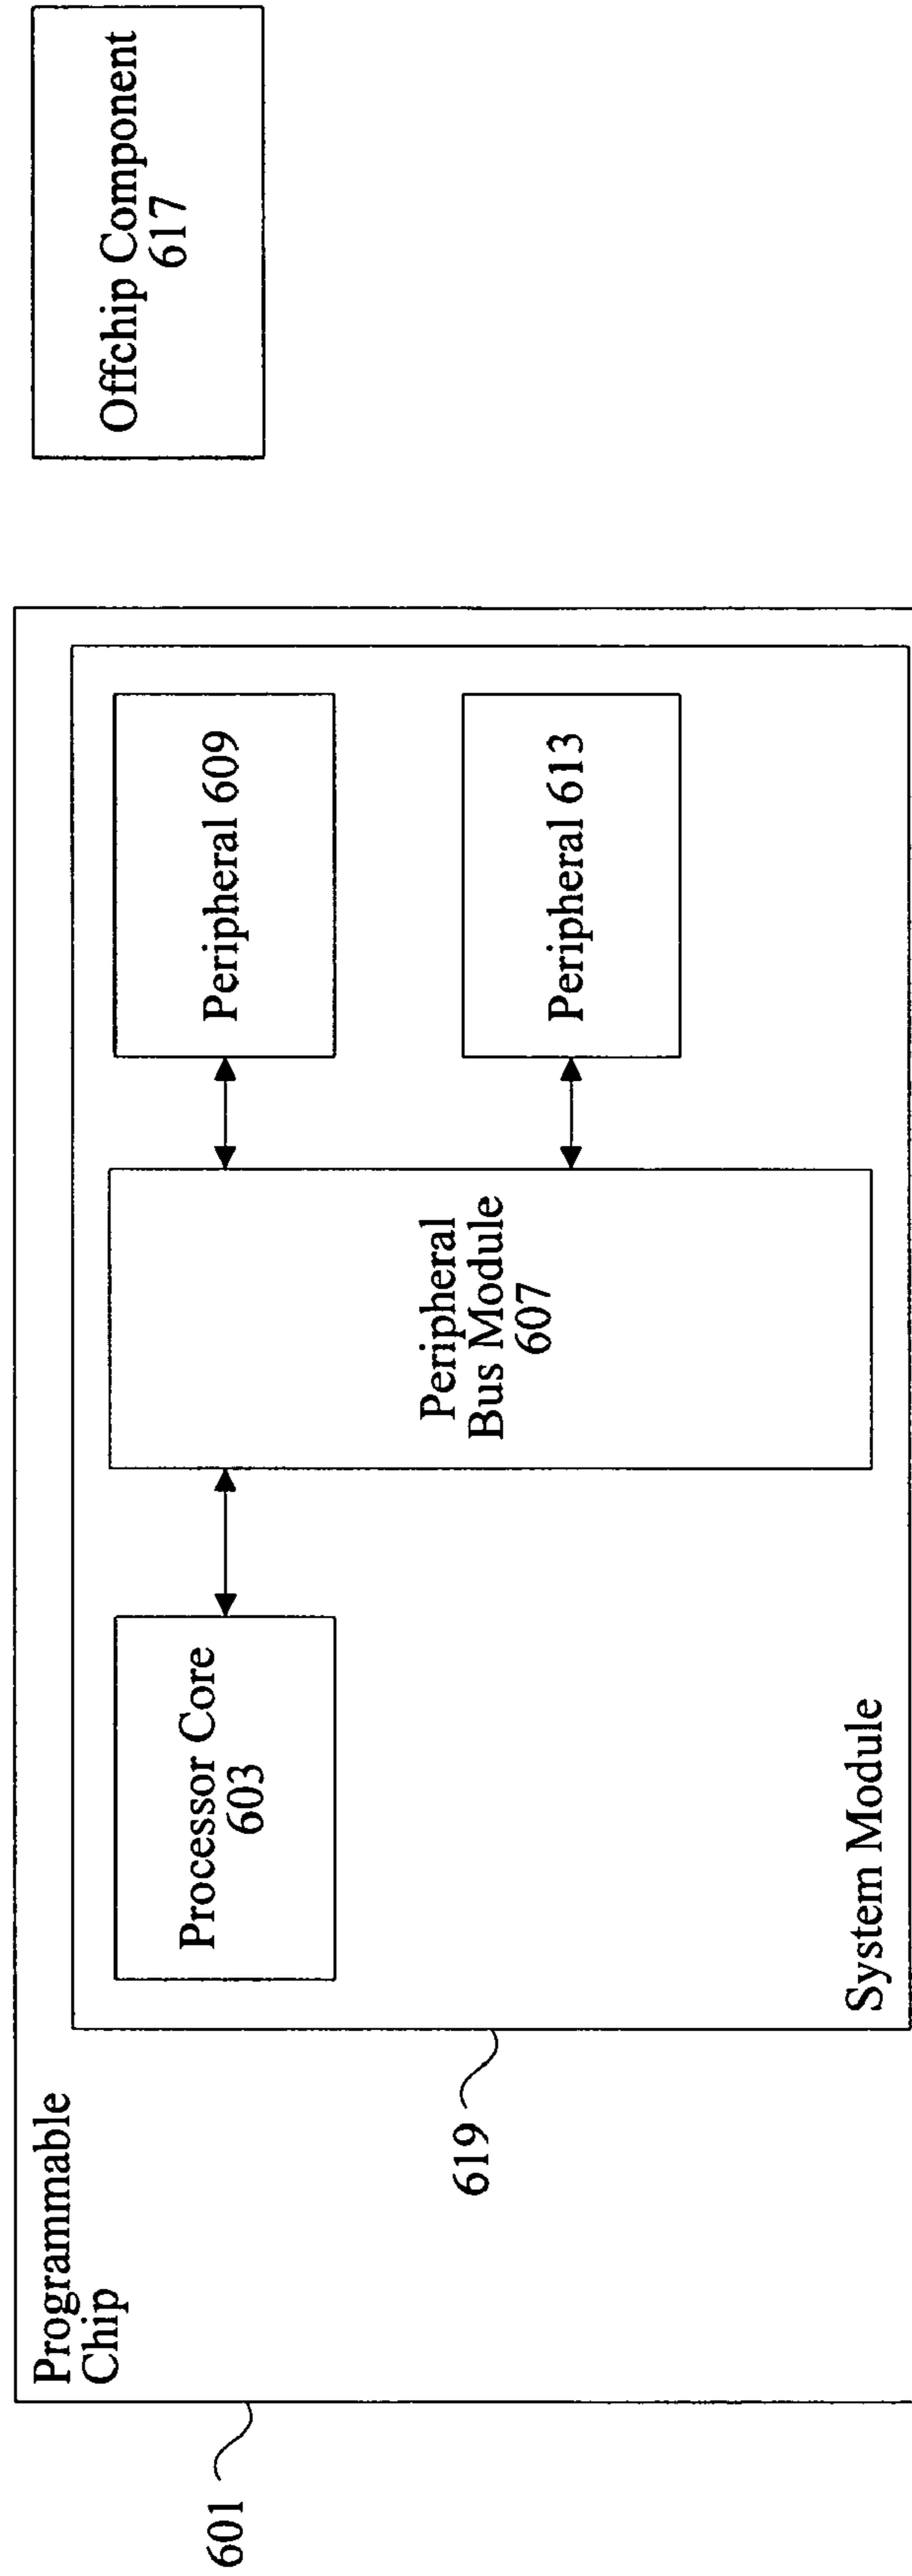 Programmable
Chip
601
619
System Module
Processor Core
603
Peripheral
Bus Module
607
Peripheral 609
Peripheral 613
Offchip Component
617